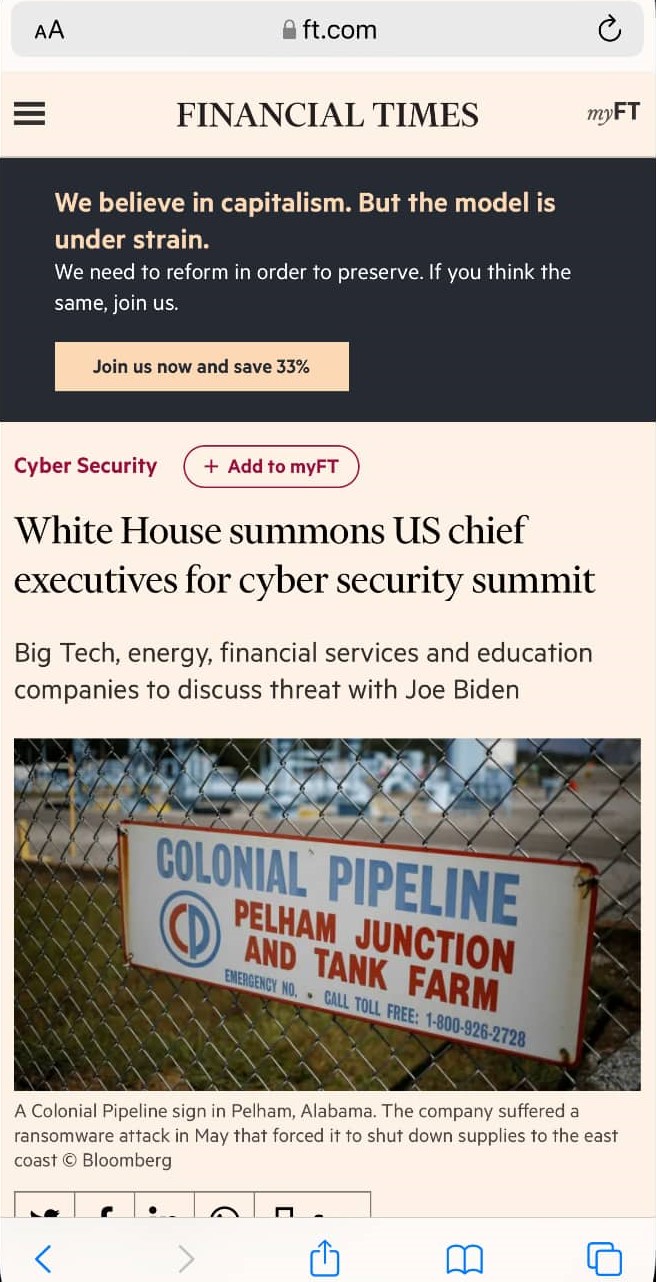 AA ft.com
FINANCIAL TIMES myFT
We believe in capitalism. But the model is
under strain.
We need to reform in order to preserve. If you think the
same, join us.
Join us now and save 33%
Cyber Security + Add to myFT
White House summons US chief
executives for cyber security summit
Big Tech, energy, financial services and education
companies to discuss threat with Joe Biden
COLONIAL PIPELINE
CP PELHAM JUNCTION
AND TANK FARM
EMERGENCY NO. • CALL TOLL FREE: 1-800-926-2728
A Colonial Pipeline sign in Pelham, Alabama. The company suffered a
ransomware attack in May that forced it to shut down supplies to the east
coast © Bloomberg